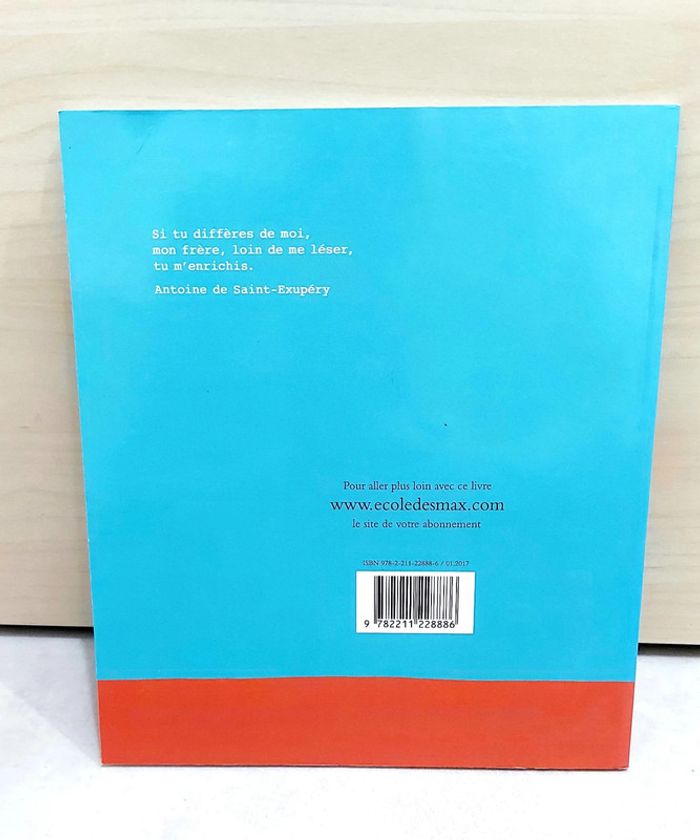 Si tu diffères de moi,
mon frère, loin de me léser,
tu m'enrichis.
Antoine de Saint-Exupéry
Pour aller plus loin avec ce livre
www.ecoledesmax.com
le site de votre abonnement
ISBN 978-2-211-22888-6 / 01.2017
9 782211 228886